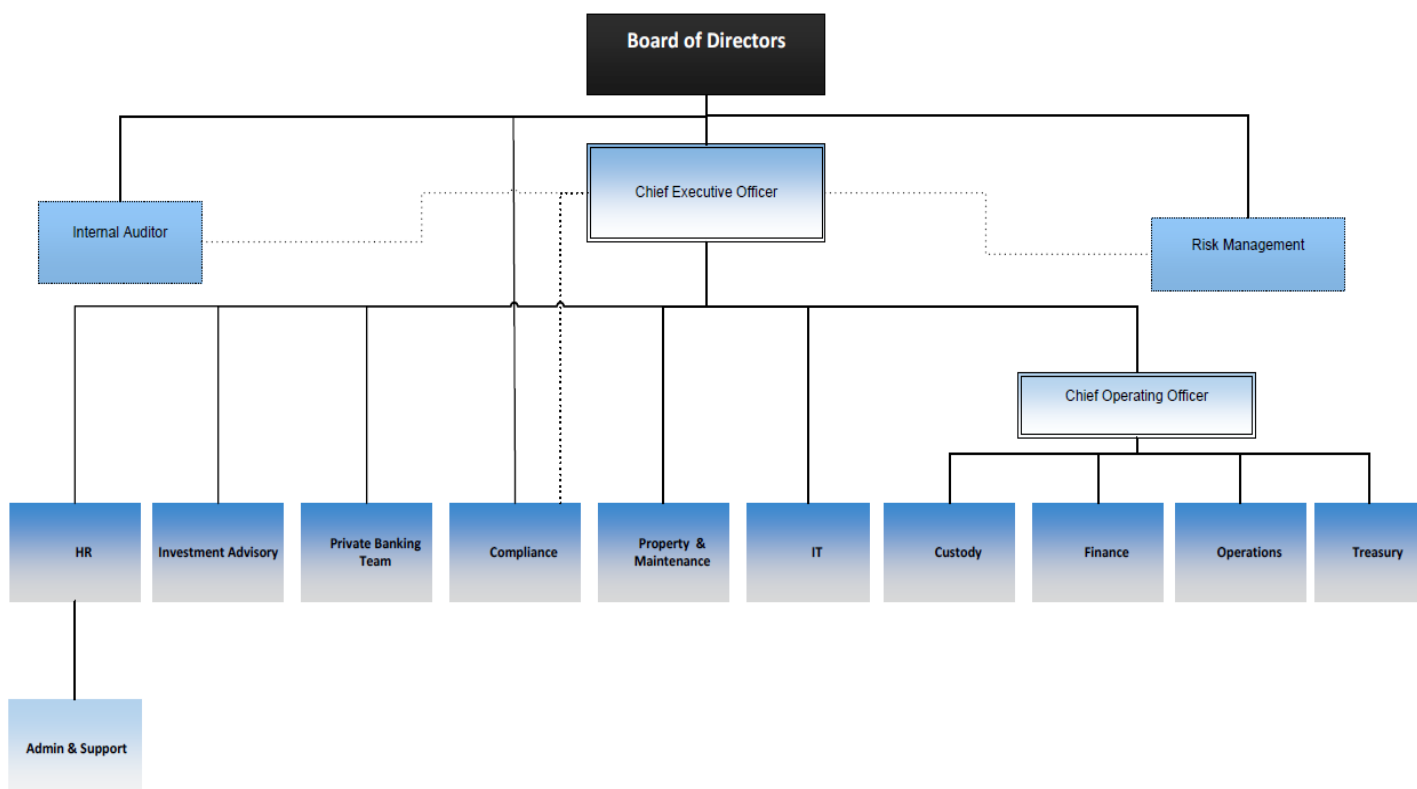 Board of Directors
Chief Executive Officer
Internal Auditor
Risk Management
Chief Operating Officer
HR
Investment Advisory
Private Banking
Team
Compliance
Property & 
Maintenance
IT
Custody
Finance
Operations
Treasury
Admin & Support